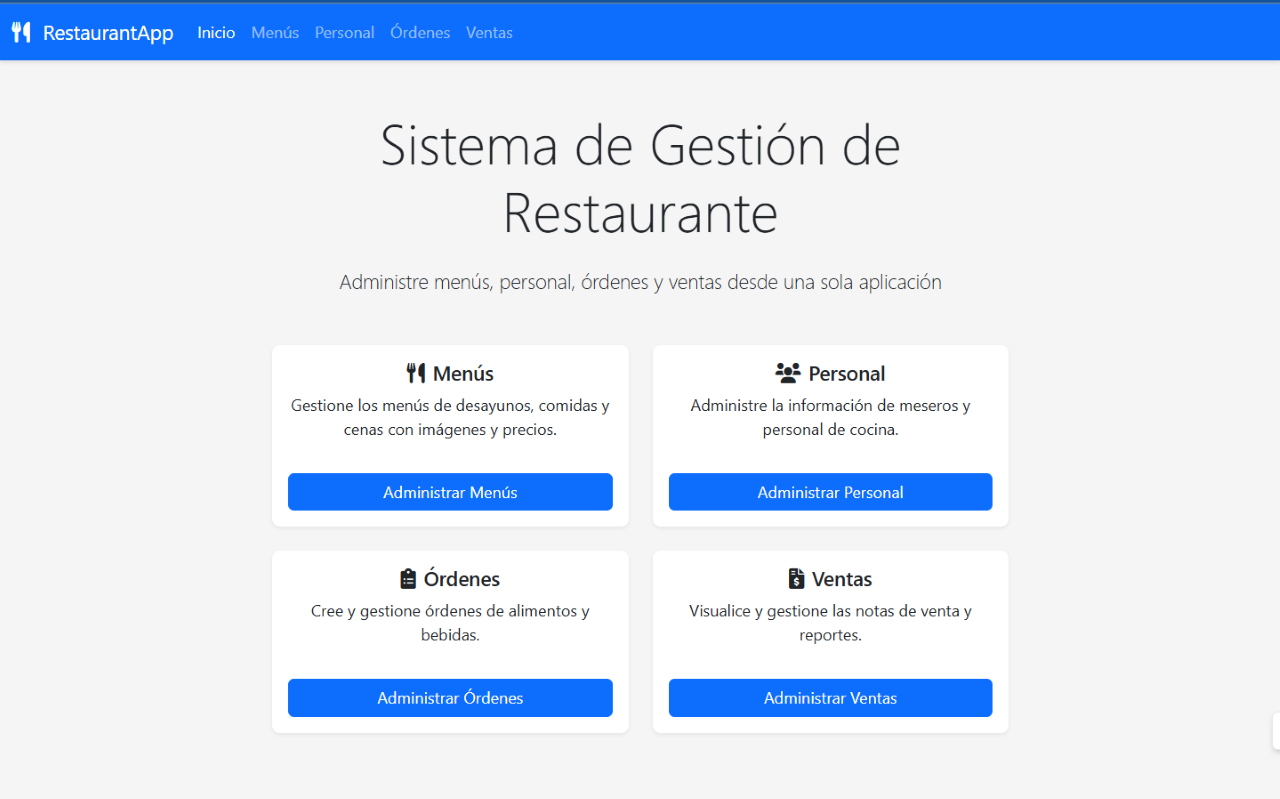 RestaurantApp Inicio Menús Personal Órdenes Ventas
Sistema de Gestión de
Restaurante
Administre menús, personal, órdenes y ventas desde una sola aplicación
Menús
Gestione los menús de desayunos, comidas y
cenas con imágenes y precios.
Administrar Menús
Personal
Administre la información de meseros y
personal de cocina.
Administrar Personal
Órdenes
Cree y gestione órdenes de alimentos y
bebidas.
Administrar Órdenes
Ventas
Visualice y gestione las notas de venta y
reportes.
Administrar Ventas